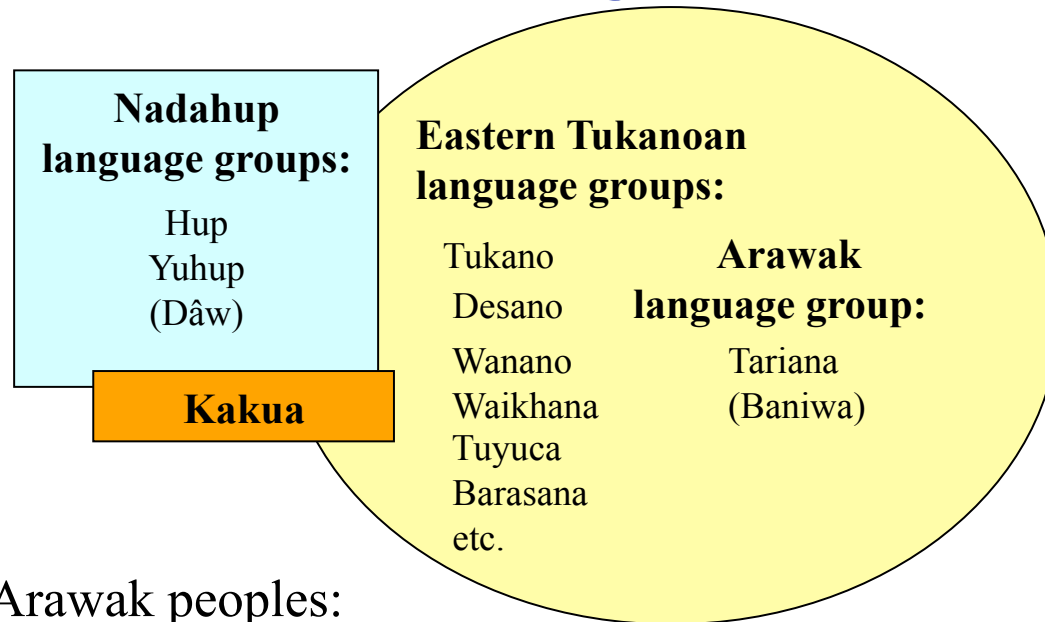 Nadahup
language groups:
Hup
Yuhup
(Dâw)
Kakua
Eastern Tukanoan
language groups:
Tukano
Desano
Wanano
Waikhana
Tuyuca
Barasana
etc.
Arawak
language group:
Tariana
(Baniwa)
Arawak peoples: